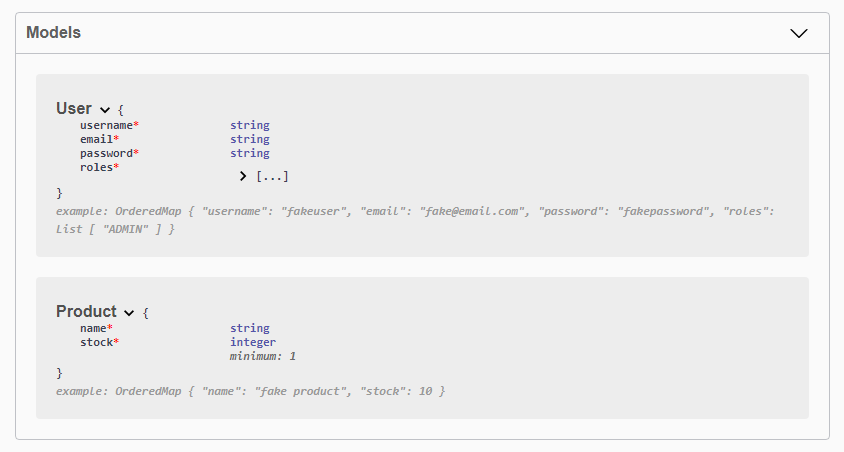 Models
User {
username* string
email* string
password* string
roles* [...]
}
example: OrderedMap { "username": "fakeuser", "email": "fake@email.com", "password": "fakepassword", "roles":
List [ "ADMIN" ] }
Product {
name* string
stock* integer
minimum: 1
}
example: OrderedMap { "name": "fake product", "stock": 10 }